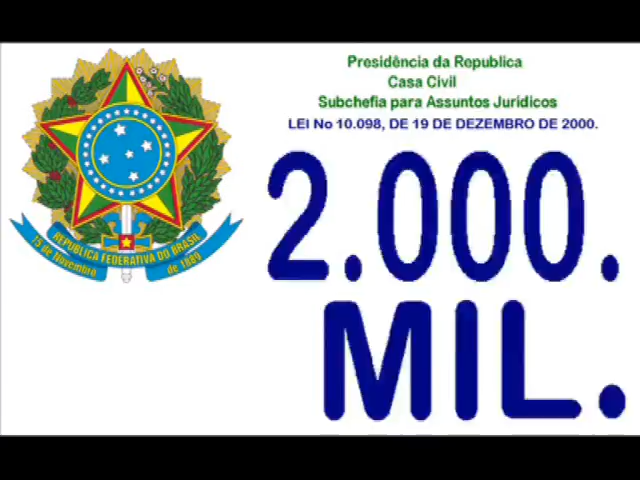 Presidência da Republica
Casa Civil
Subchefia para Assuntos Jurídicos
LEI No 10.098, DE 19 DE DEZEMBRO DE 2000.
2.000.
MIL.
REPUBLICA FEDERATIVA DO BRASIL
15 de Novembro de 1889